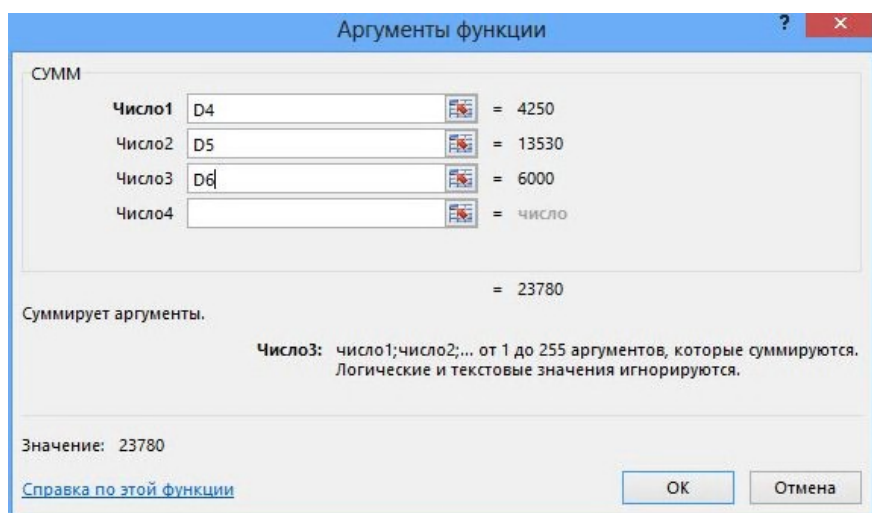 Аргументы функции ?
СУММ
Число1 D4 = 4250
Число2 D5 = 13530
Число3 D6 = 6000
Число4 = число
= 23780
Суммирует аргументы.
Число3: число1;число2;... от 1 до 255 аргументов, которые суммируются.
Логические и текстовые значения игнорируются.
Значение: 23780
Справка по этой функции ОК Отмена